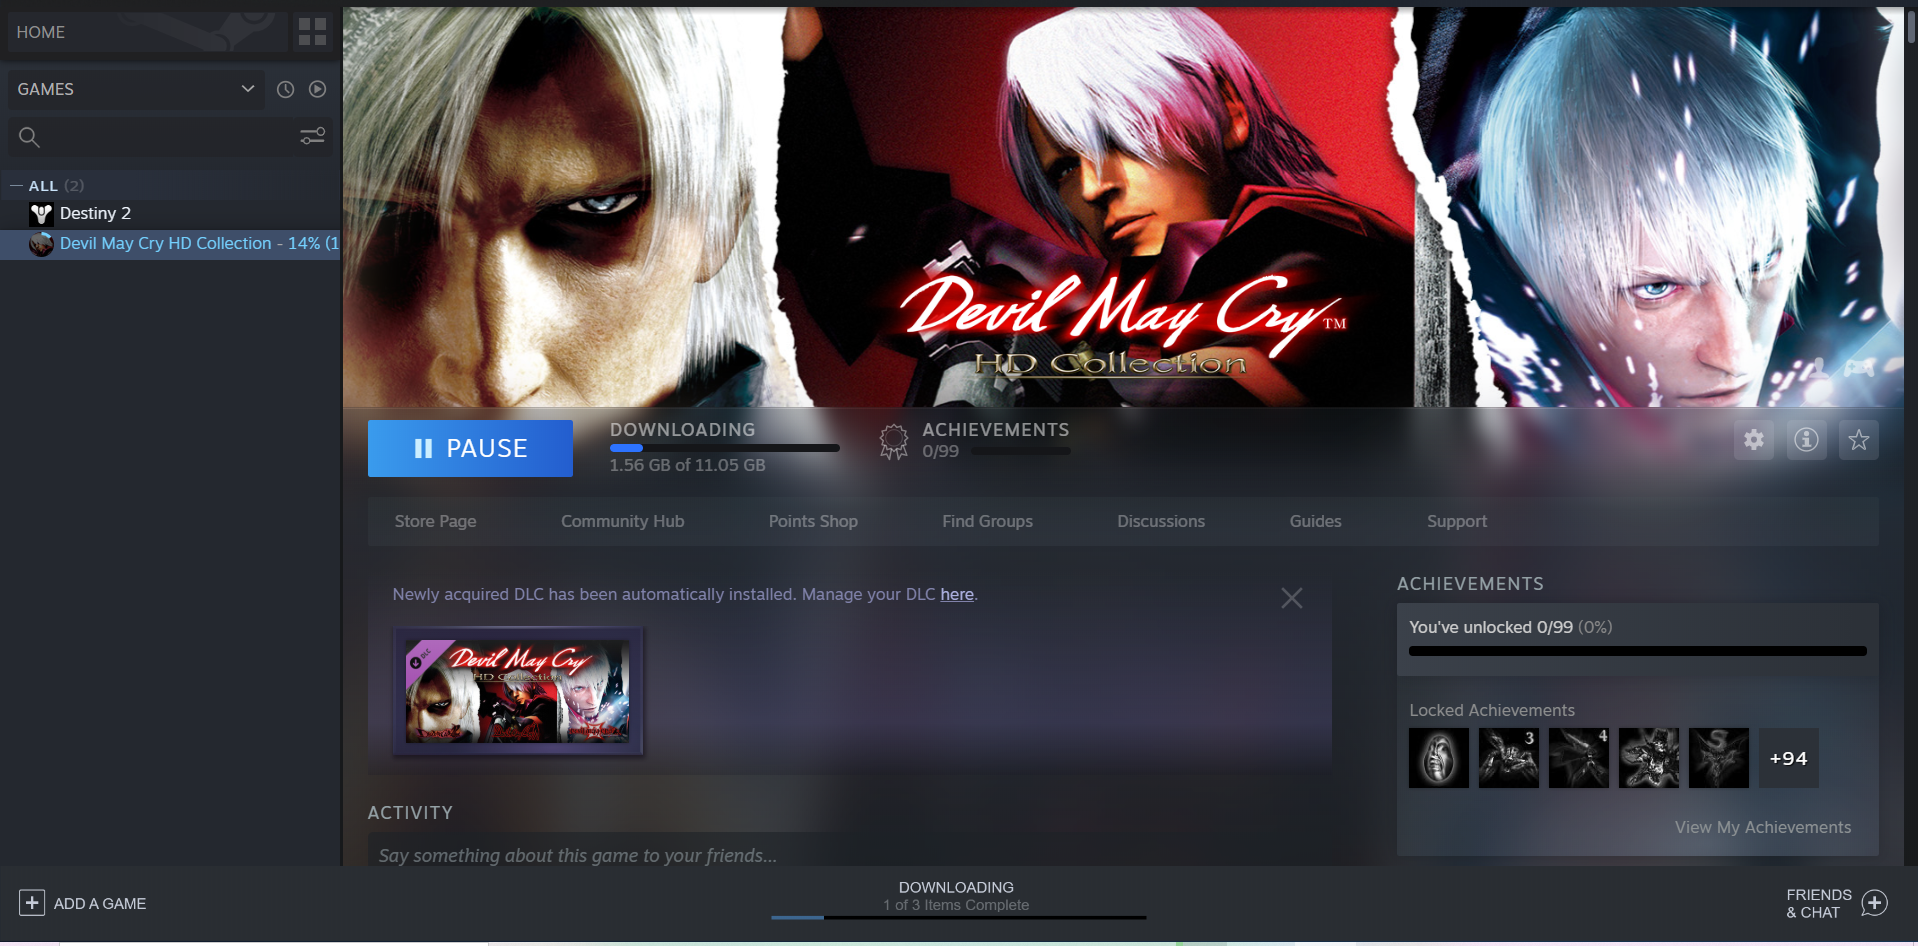 HOME
GAMES
— ALL (2)
Destiny 2
Devil May Cry HD Collection - 14% (1
Devil May Cry™
HD Collection
PAUSE
DOWNLOADING
1.56 GB of 11.05 GB
ACHIEVEMENTS
0/99
Store Page
Community Hub
Points Shop
Find Groups
Discussions
Guides
Support
Newly acquired DLC has been automatically installed. Manage your DLC here.
DLC
Devil May Cry
HD Collection
ACHIEVEMENTS
You've unlocked 0/99 (0%)
Locked Achievements
3
4
+94
View My Achievements
ACTIVITY
Say something about this game to your friends...
ADD A GAME
DOWNLOADING
1 of 3 Items Complete
FRIENDS
& CHAT